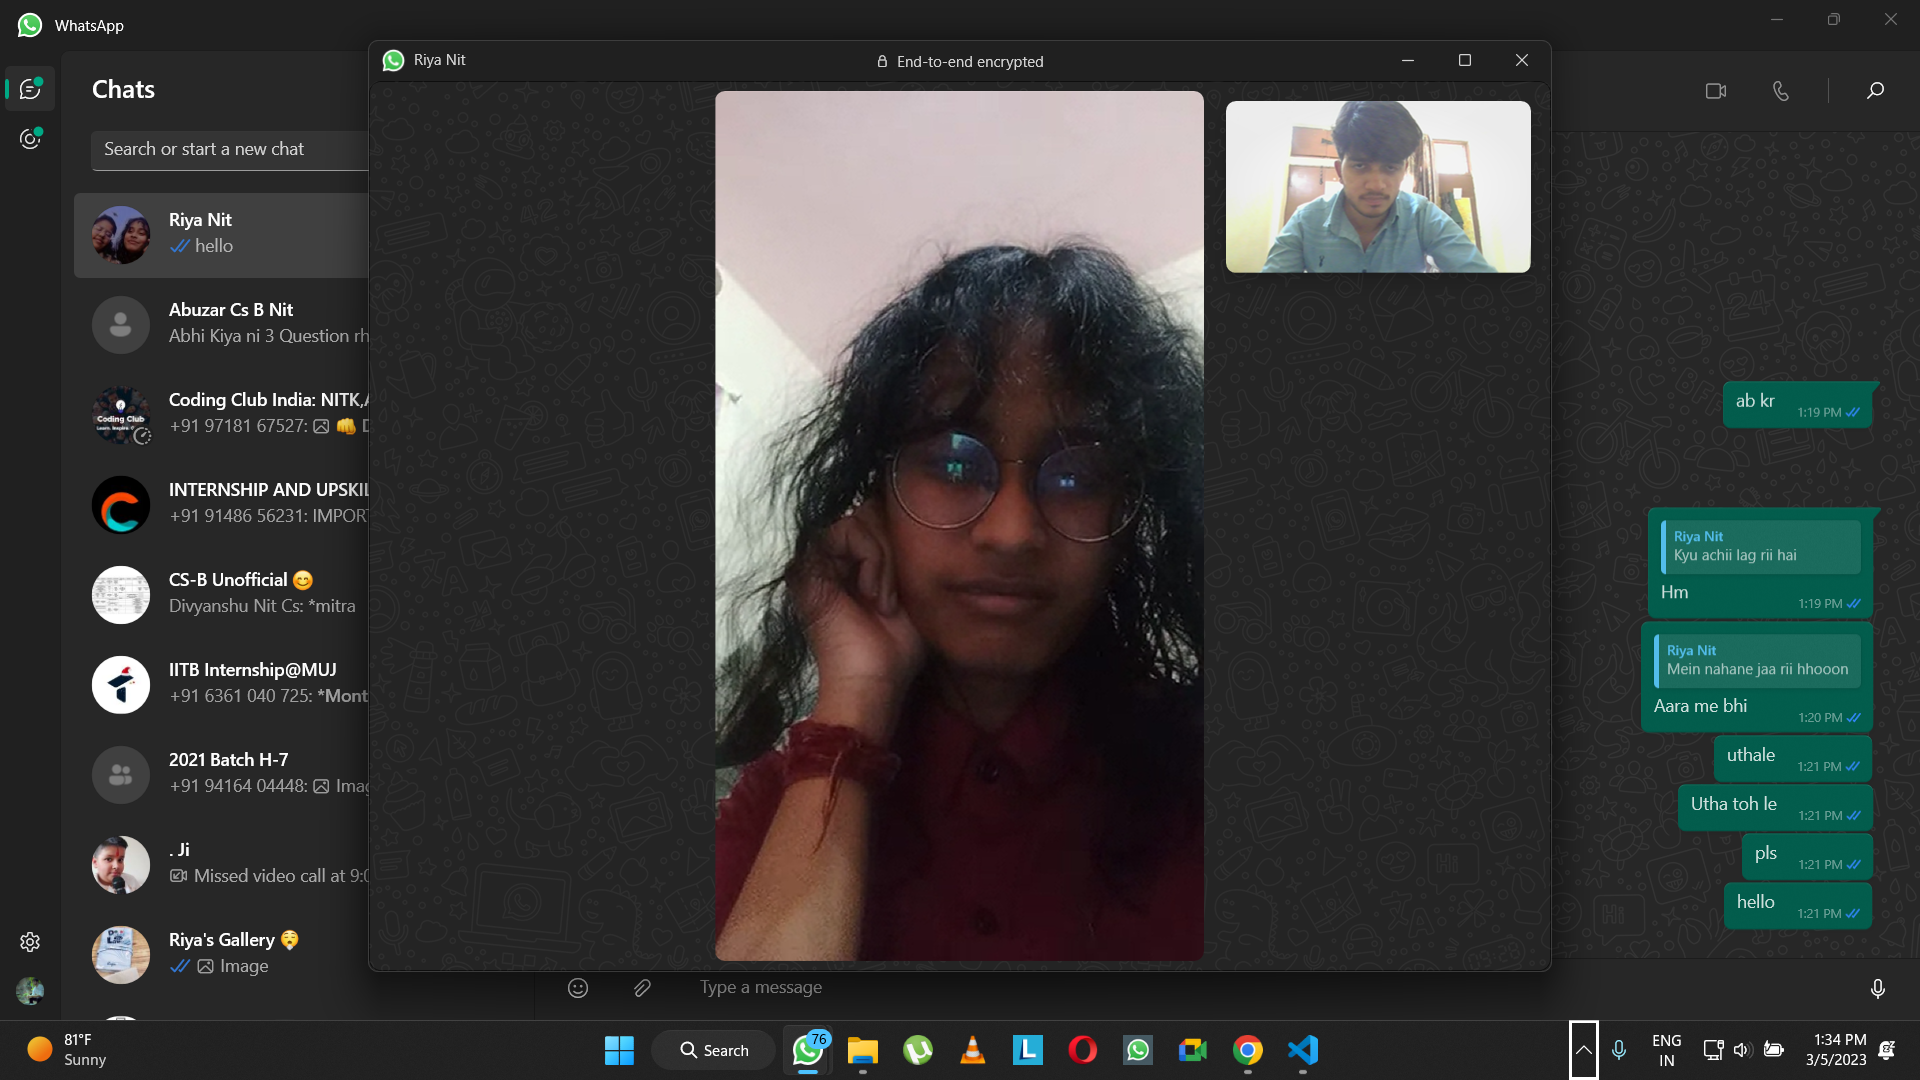 WhatsApp
Riya Nit
End-to-end encrypted
Chats
Search or start a new chat
Riya Nit
hello
Abuzar Cs B Nit
Abhi Kiya ni 3 Question rh
Coding Club
Coding Club India: NITK,
+91 97181 67527:
INTERNSHIP AND UPSKIL
+91 91486 56231: IMPOR
CS-B Unofficial 😊
Divyanshu Nit Cs: *mitra
IITB Internship@MUJ
+91 6361 040 725: *Mont
2021 Batch H-7
+91 94164 04448: Imag
. Ji
Missed video call at 9:0
Riya's Gallery 😌
Image
ab kr
1:19 PM
Riya Nit
Kyu achii lag rii hai
Hm
1:19 PM
Riya Nit
Mein nahane jaa rii hhooon
Aara me bhi
1:20 PM
uthale
1:21 PM
Utha toh le
1:21 PM
pls
1:21 PM
hello
1:21 PM
Type a message
81°F
Sunny
Search
76
ENG
IN
1:34 PM
3/5/2023